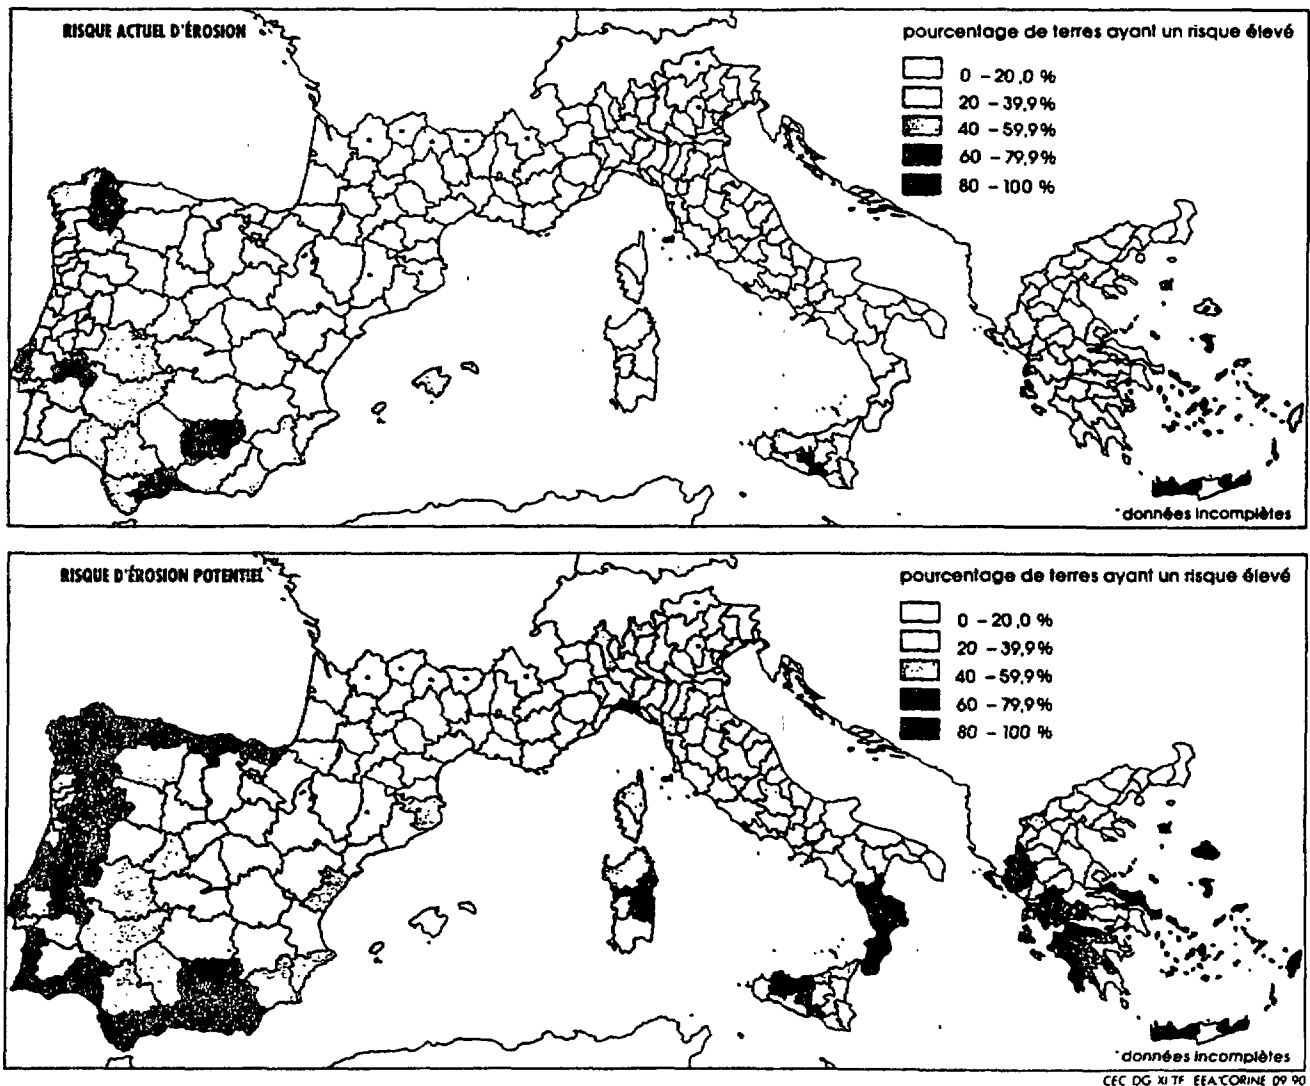 RISQUE ACTUEL D'ÉROSION
pourcentage de terres ayant un risque élevé
0 - 20,0 %
20 - 39,9%
40 - 59,9%
60 - 79,9%
80 - 100 %
*données incomplètes
RISQUE D'ÉROSION POTENTIEL
pourcentage de terres ayant un risque élevé
0 - 20,0 %
20 - 39,9%
40 - 59,9%
60 - 79,9%
80 - 100 %
*données incomplètes
CEC DG XI TF EEA CORINE 09 90